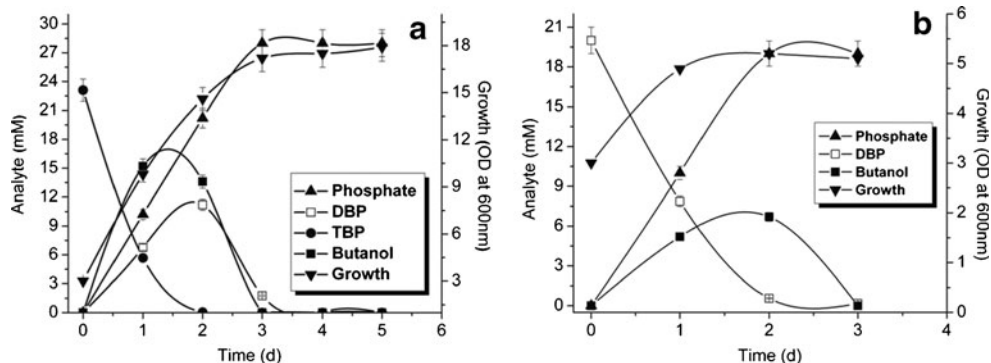 a
30
27
24
21
18
15
12
9
6
3
0
Analyte (mM)
0 1 2 3 4 5 6
Time (d)
18
15
12
9
6
3
Growth (OD at 600nm)
Phosphate
DBP
TBP
Butanol
Growth
b
21
18
15
12
9
6
3
0
Analyte (mM)
0 1 2 3 4
Time (d)
6
5
4
3
2
1
0
Growth (OD at 600nm)
Phosphate
DBP
Butanol
Growth